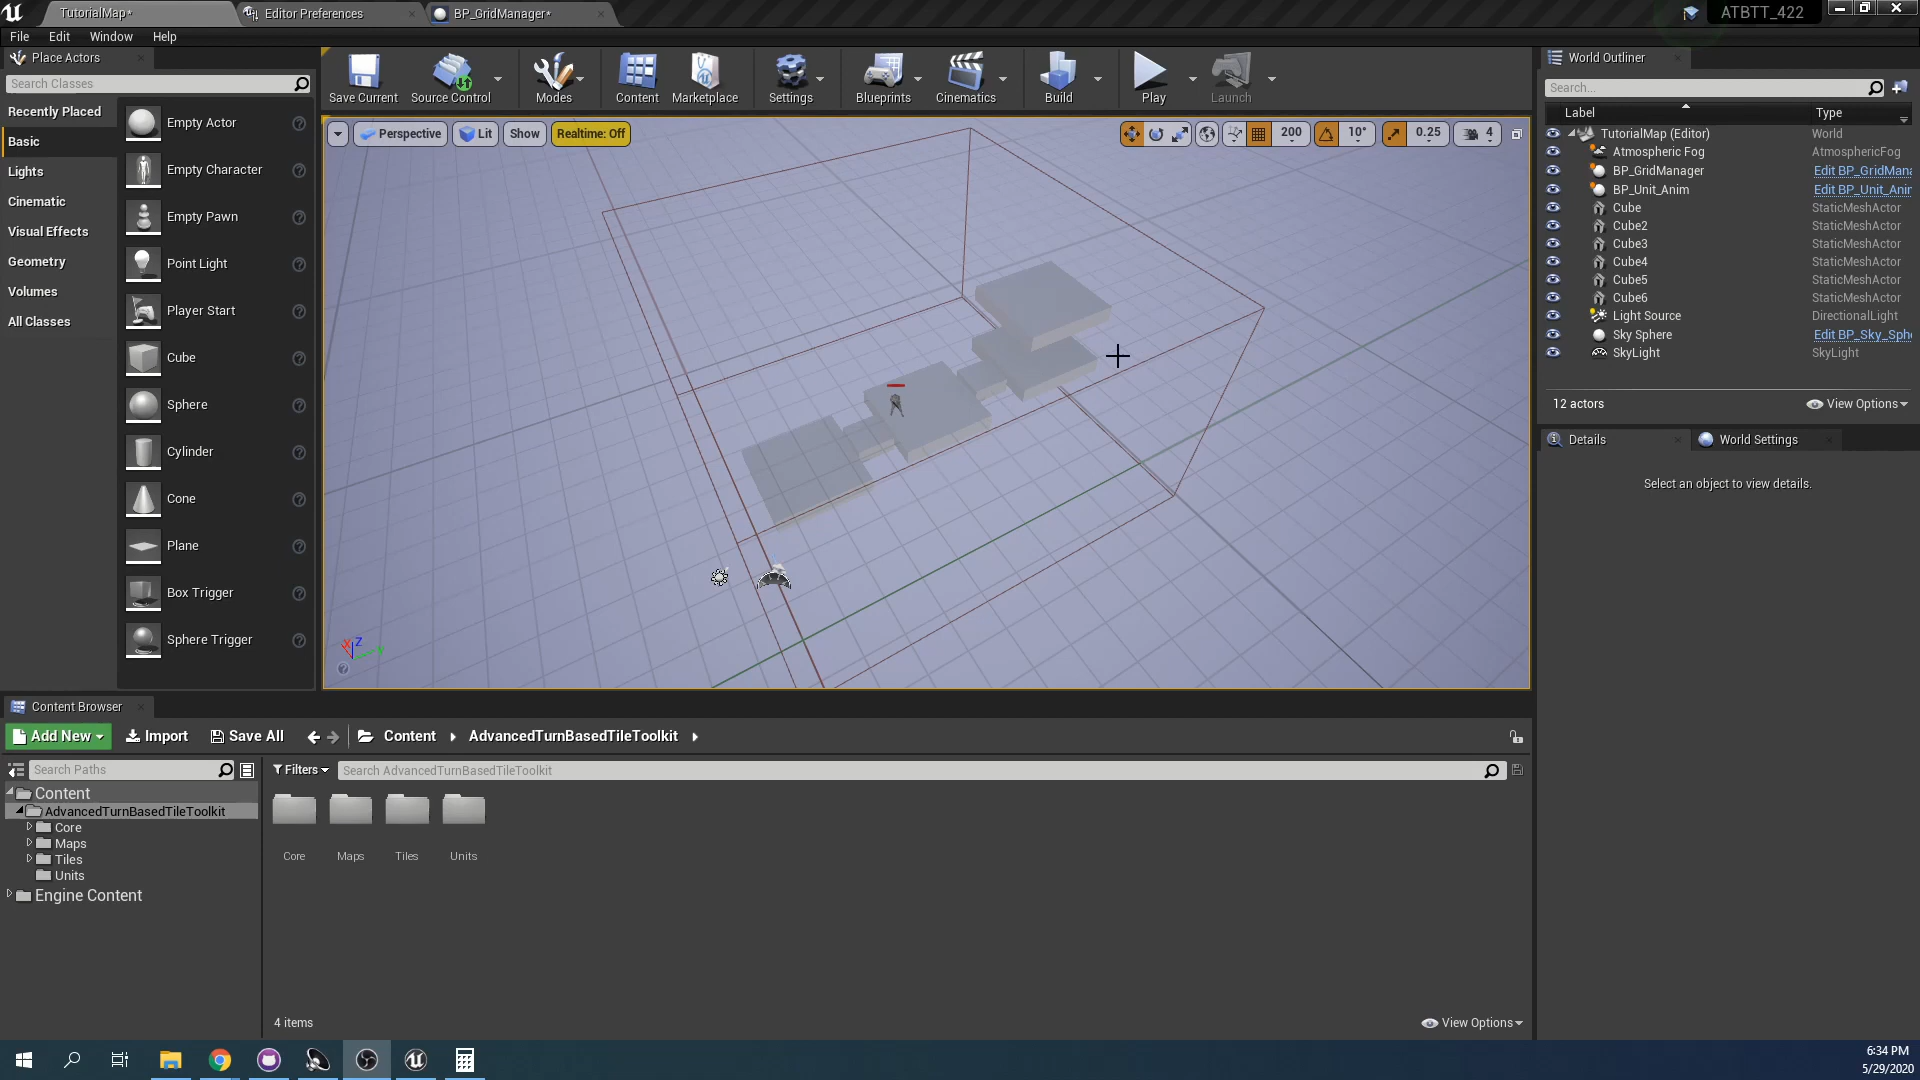 TutorialMap*
Editor Preferences
BP_GridManager*
ATBTT_422
File Edit Window Help
Place Actors
Search Classes
Recently Placed
Basic
Lights
Cinematic
Visual Effects
Geometry
Volumes
All Classes
Empty Actor
Empty Character
Empty Pawn
Point Light
Player Start
Cube
Sphere
Cylinder
Cone
Plane
Box Trigger
Sphere Trigger
Save Current
Source Control
Modes
Content
Marketplace
Settings
Blueprints
Cinematics
Build
Play
Launch
Perspective
Lit
Show
Realtime: Off
200
10°
0.25
4
X Z Y
World Outliner
Search...
Label Type
TutorialMap (Editor) World
Atmospheric Fog AtmosphericFog
BP_GridManager Edit BP_GridMana
BP_Unit_Anim Edit BP_Unit_Anir
Cube StaticMeshActor
Cube2 StaticMeshActor
Cube3 StaticMeshActor
Cube4 StaticMeshActor
Cube5 StaticMeshActor
Cube6 StaticMeshActor
Light Source DirectionalLight
Sky Sphere Edit BP_Sky_Sph
SkyLight SkyLight
12 actors View Options
Details
World Settings
Select an object to view details.
Content Browser
Add New Import Save All Content AdvancedTurnBasedTileToolkit
Search Paths
Filters
Search AdvancedTurnBasedTileToolkit
Content
AdvancedTurnBasedTileToolkit
Core
Maps
Tiles
Units
Engine Content
Core Maps Tiles Units
4 items View Options
6:34 PM
5/29/2020